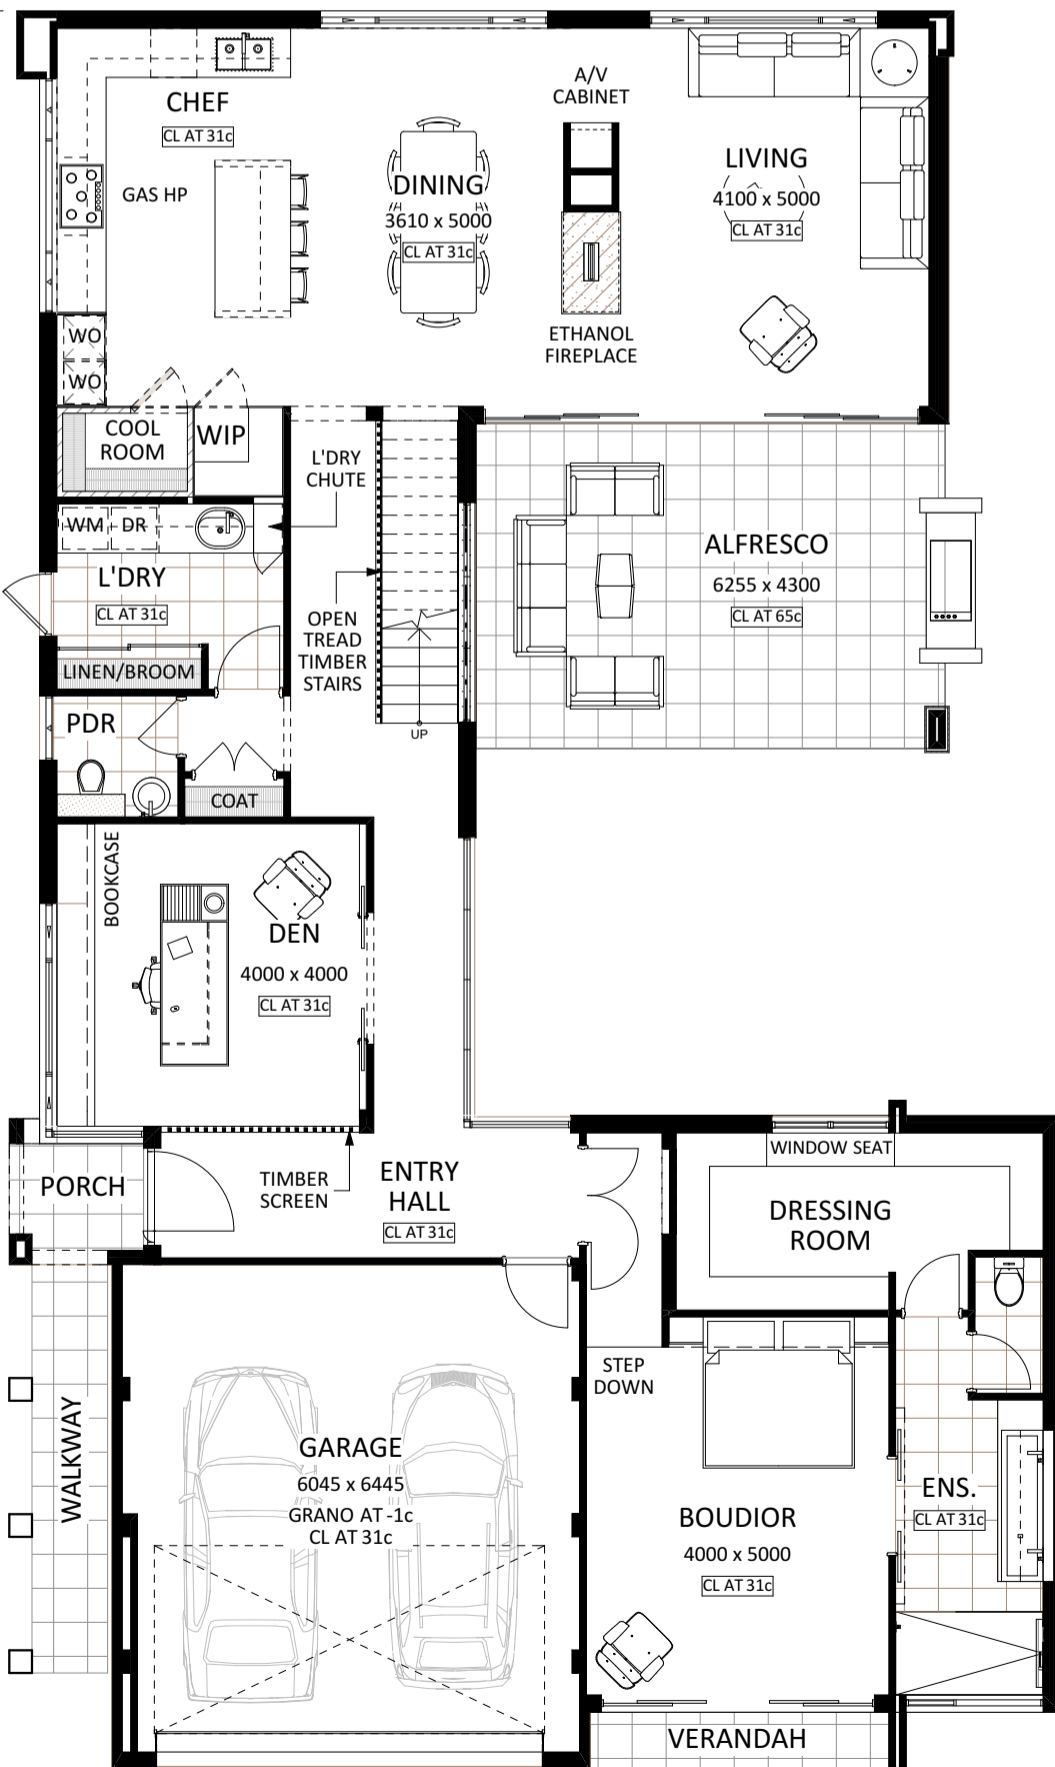 CHEF
CL AT 31c
GAS HP
WO
WO
A/V
CABINET
DINING
3610 x 5000
CL AT 31c
ETHANOL
FIREPLACE
LIVING
4100 x 5000
CL AT 31c
COOL
ROOM
WIP
L'DRY
CHUTE
WM
DR
L'DRY
CL AT 31c
LINEN/BROOM
OPEN
TREAD
TIMBER
STAIRS
UP
ALFRESCO
6255 x 4300
CL AT 65c
PDR
COAT
BOOKCASE
DEN
4000 x 4000
CL AT 31c
PORCH
TIMBER
SCREEN
ENTRY
HALL
CL AT 31c
WINDOW SEAT
DRESSING
ROOM
STEP
DOWN
WALKWAY
GARAGE
6045 x 6445
GRANO AT -1c
CL AT 31c
BOUDIOR
4000 x 5000
CL AT 31c
ENS.
CL AT 31c
VERANDAH